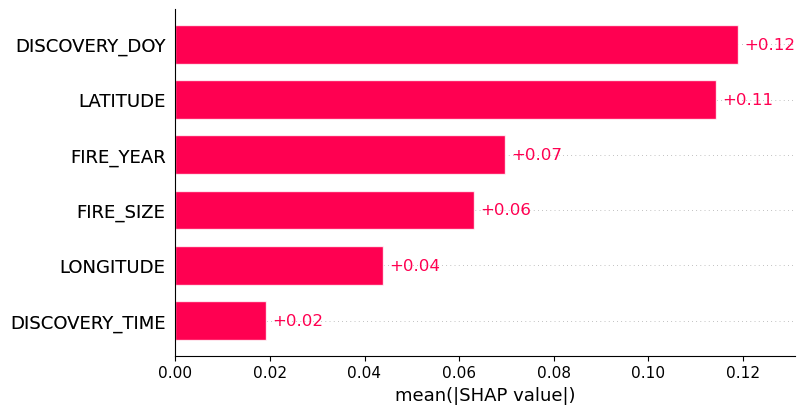 DISCOVERY_DOY +0.12
LATITUDE +0.11
FIRE_YEAR +0.07
FIRE_SIZE +0.06
LONGITUDE +0.04
DISCOVERY_TIME +0.02
0.00 0.02 0.04 0.06 0.08 0.10 0.12
mean(|SHAP value|)